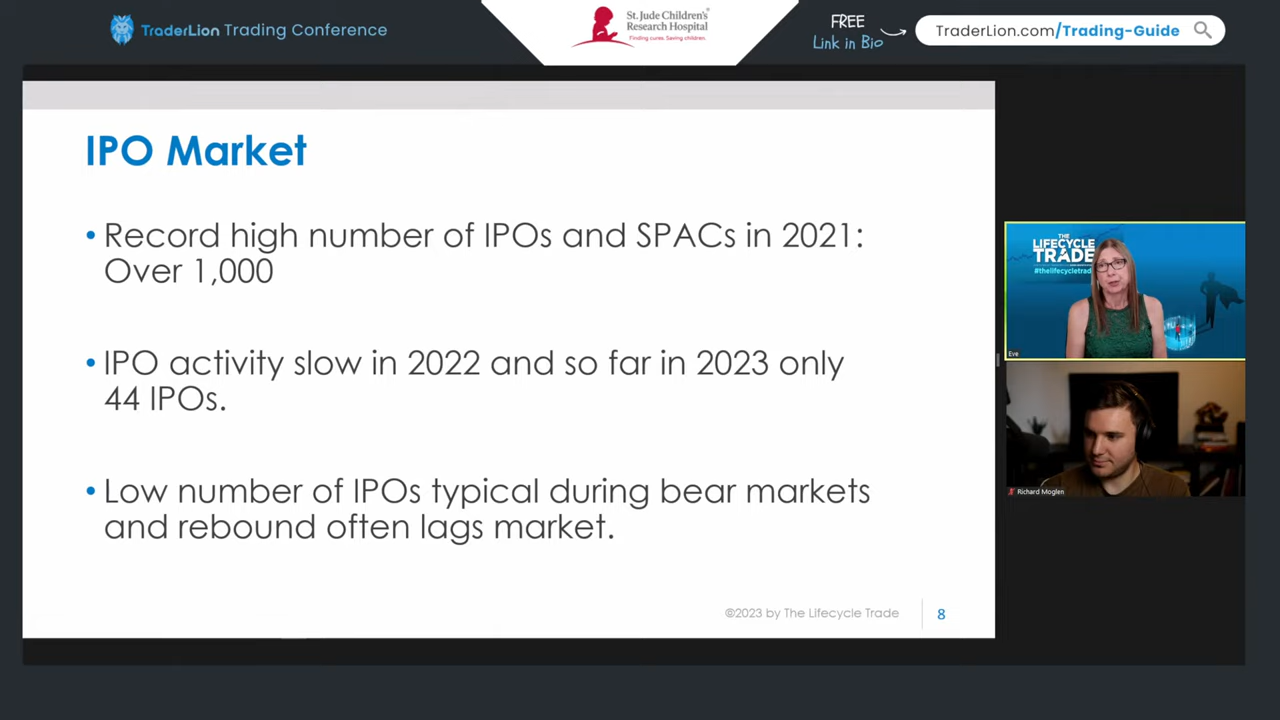 TraderLion Trading Conference
St. Jude Children's
Research Hospital
Finding cures. Saving children.
FREE
Link in Bio
TraderLion.com/Trading-Guide
IPO Market
• Record high number of IPOs and SPACs in 2021:
Over 1,000
• IPO activity slow in 2022 and so far in 2023 only
44 IPOs.
• Low number of IPOs typical during bear markets
and rebound often lags market.
©2023 by The Lifecycle Trade
8
THE
LIFECYCLE
TRADE
#thelifecycletrad
Eve
Richard Moglen